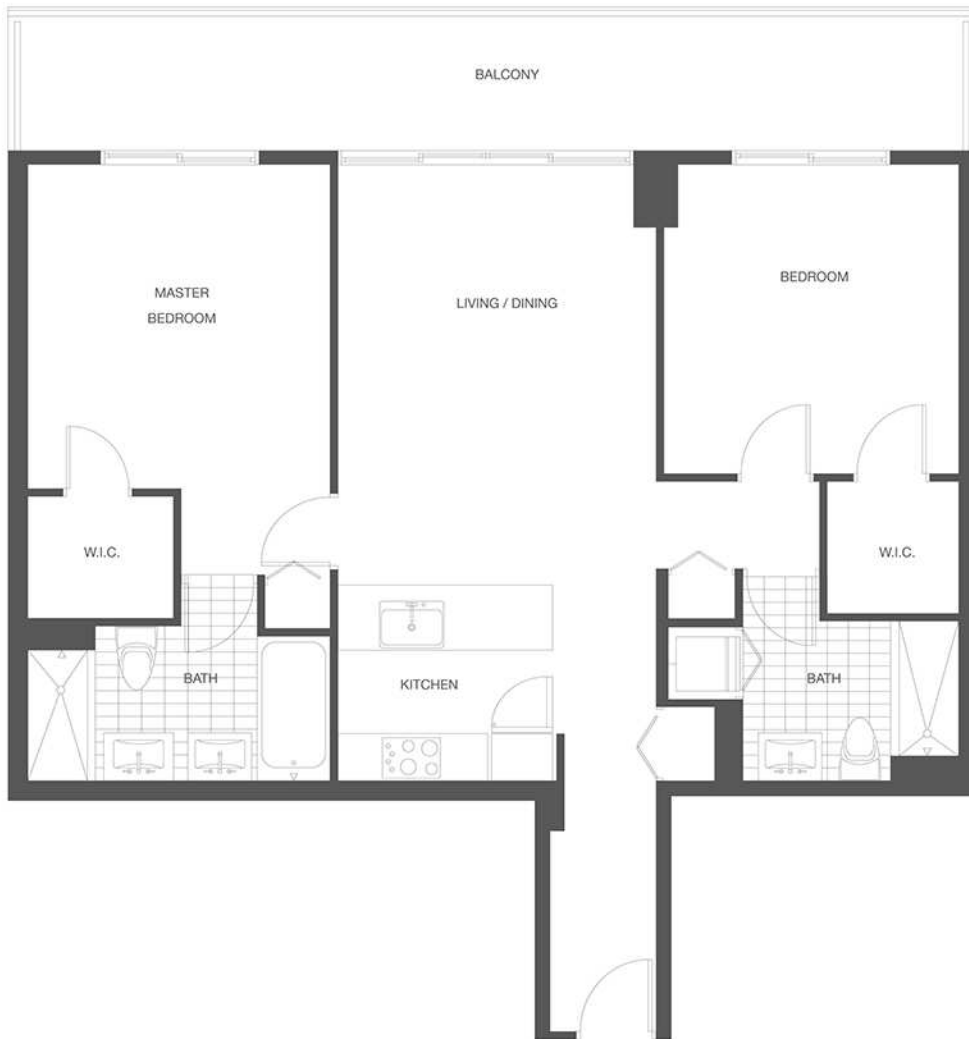 BALCONY
BEDROOM
MASTER
BEDROOM
LIVING / DINING
W.I.C.
W.I.C.
BATH
KITCHEN
BATH